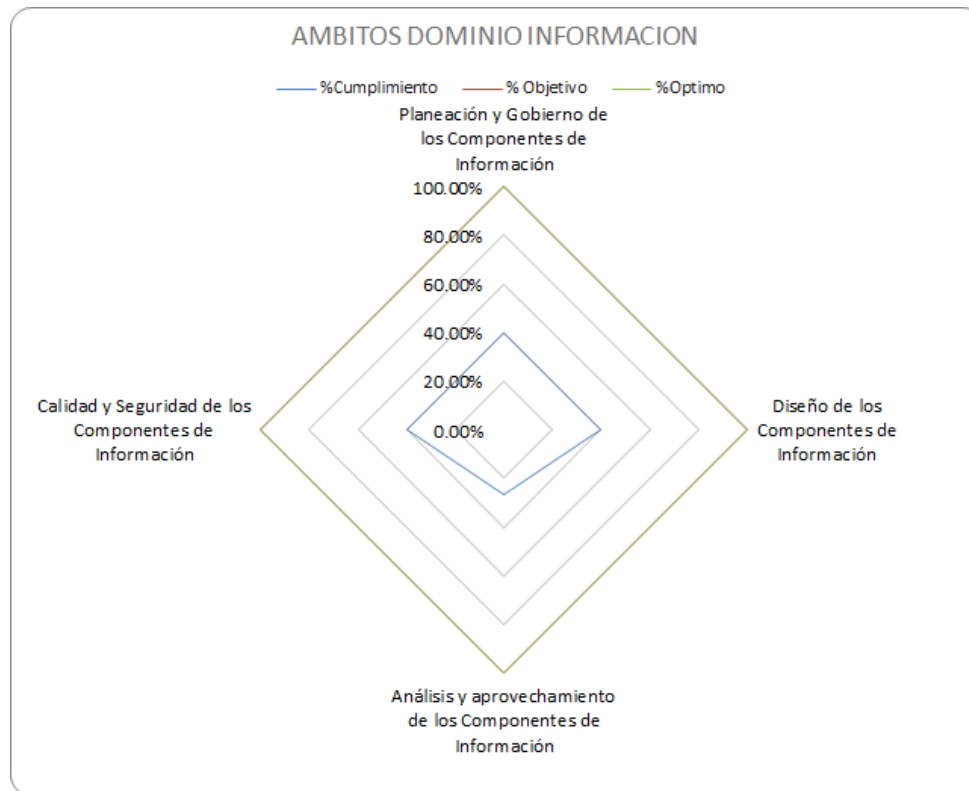 AMBITOS DOMINIO INFORMACION
%Cumplimiento % Objetivo %Optimo
Planeación y Gobierno de
los Componentes de
Información
100.00%
80.00%
60.00%
40.00%
20.00%
0.00%
Calidad y Seguridad de los
Componentes de
Información
Diseño de los
Componentes de
Información
Análisis y aprovechamiento
de los Componentes de
Información